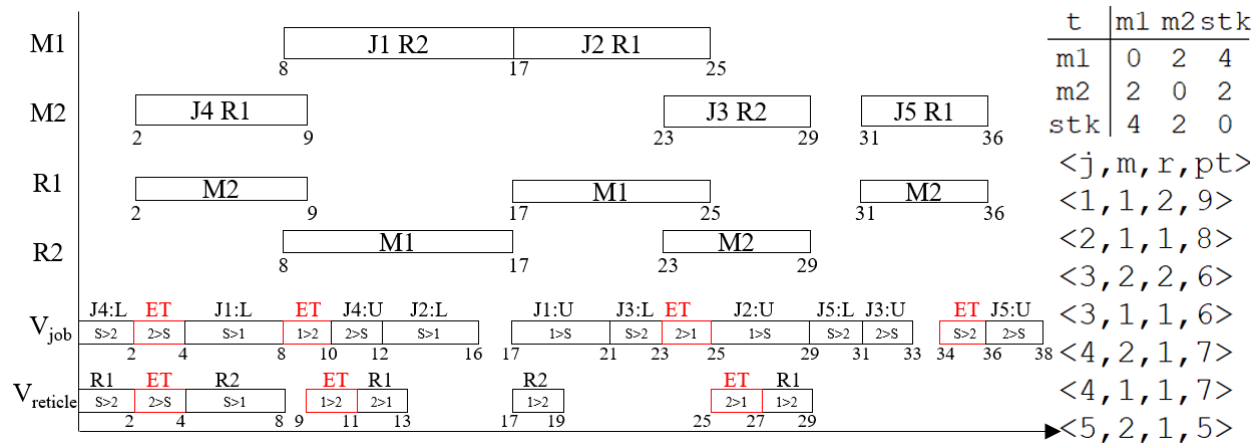 M1 J1 R2 J2 R1
8 17 25
M2 J4 R1 J3 R2 J5 R1
2 9 23 29 31 36
R1 M2 M1 M2
2 9 17 25 31 36
R2 M1 M2
8 17 23 29
J4:L ET J1:L ET J4:U J2:L J1:U J3:L ET J2:U J5:L J3:U ET J5:U
Vjob S>2 2>S S>1 1>2 2>S S>1 1>S S>2 2>1 1>S S>2 2>S S>2 2>S
2 4 8 10 12 16 17 21 23 25 29 31 33 34 36 38
R1 ET R2 ET R1 R2 ET R1
Vreticle S>2 2>S S>1 1>2 2>1 1>2 2>1 1>2
2 4 8 9 11 13 17 19 25 27 29
t m1 m2 stk
m1 0 2 4
m2 2 0 2
stk 4 2 0
<j,m,r,pt>
<1,1,2,9>
<2,1,1,8>
<3,2,2,6>
<3,1,1,6>
<4,2,1,7>
<4,1,1,7>
<5,2,1,5>